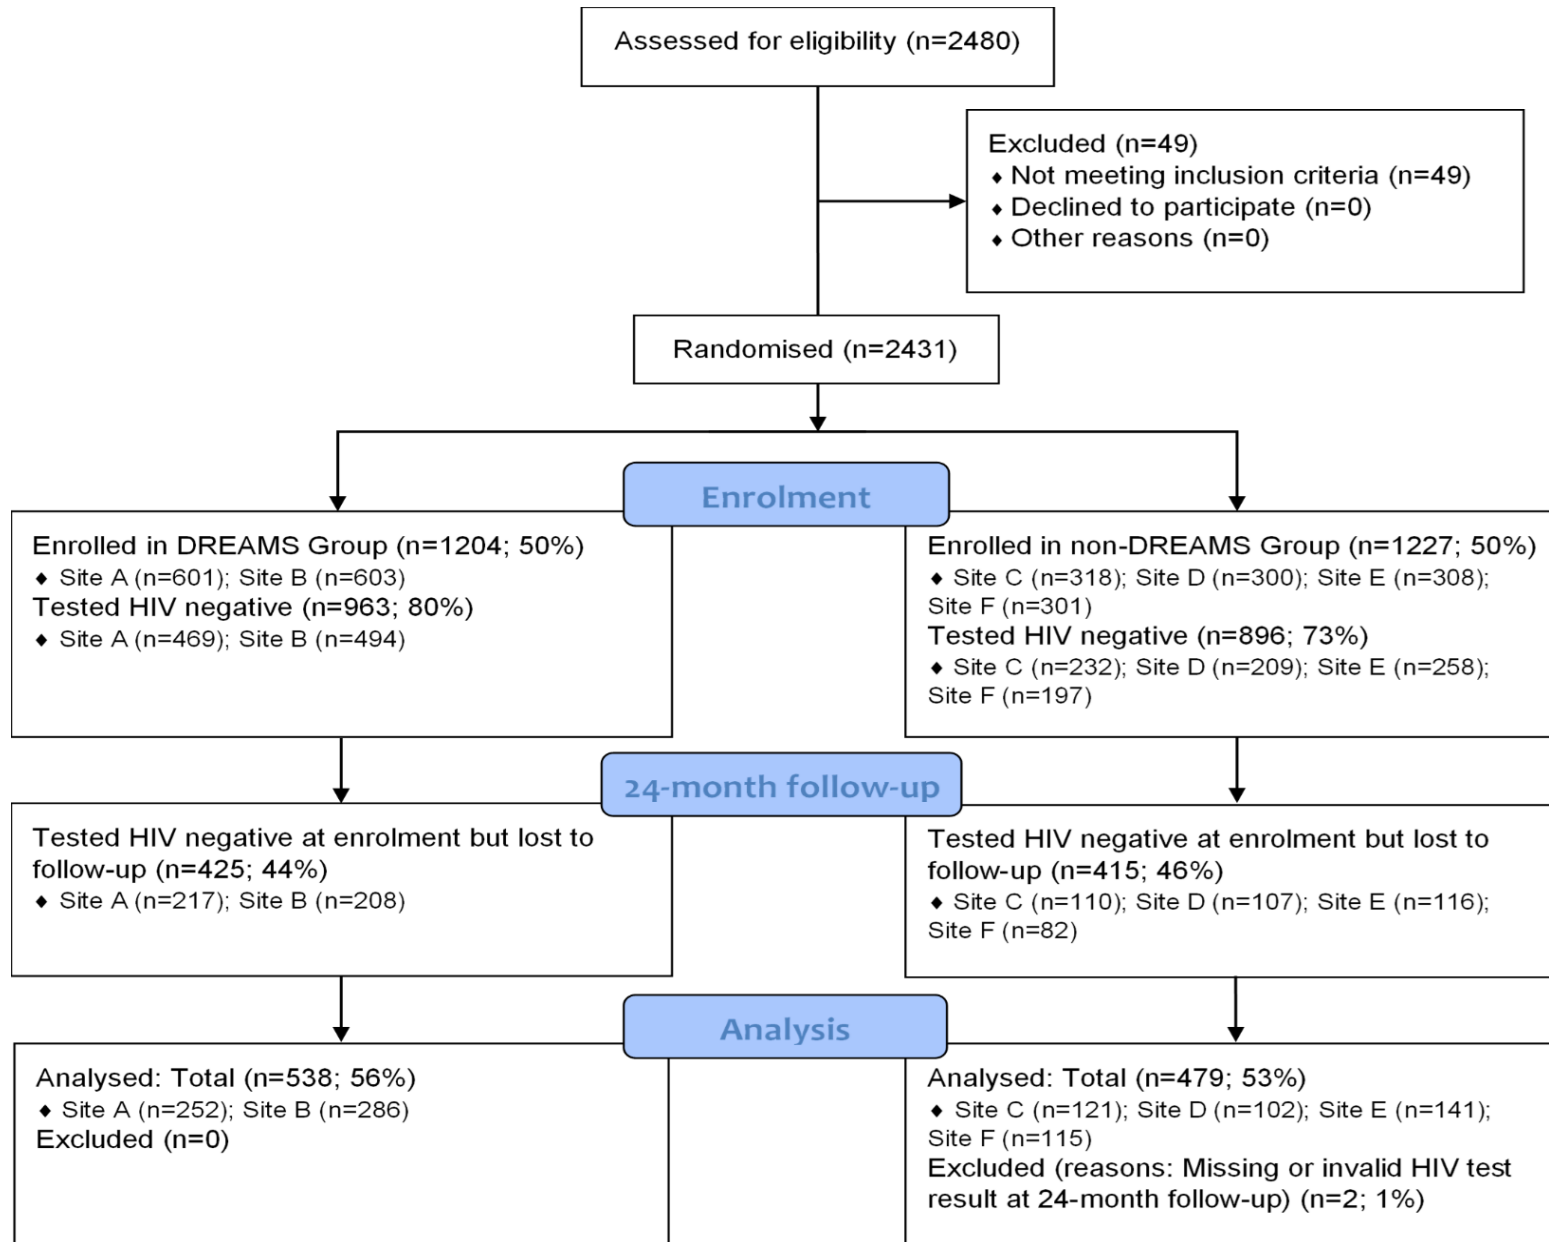 Assessed for eligibility (n=2480)
Excluded (n=49)
♦ Not meeting inclusion criteria (n=49)
♦ Declined to participate (n=0)
♦ Other reasons (n=0)
Randomised (n=2431)
Enrolment
Enrolled in DREAMS Group (n=1204; 50%)
♦ Site A (n=601); Site B (n=603)
Tested HIV negative (n=963; 80%)
♦ Site A (n=469); Site B (n=494)
Enrolled in non-DREAMS Group (n=1227; 50%)
♦ Site C (n=318); Site D (n=300); Site E (n=308);
Site F (n=301)
Tested HIV negative (n=896; 73%)
♦ Site C (n=232); Site D (n=209); Site E (n=258);
Site F (n=197)
24-month follow-up
Tested HIV negative at enrolment but lost to
follow-up (n=425; 44%)
♦ Site A (n=217); Site B (n=208)
Tested HIV negative at enrolment but lost to
follow-up (n=415; 46%)
♦ Site C (n=110); Site D (n=107); Site E (n=116);
Site F (n=82)
Analysis
Analysed: Total (n=538; 56%)
♦ Site A (n=252); Site B (n=286)
Excluded (n=0)
Analysed: Total (n=479; 53%)
♦ Site C (n=121); Site D (n=102); Site E (n=141);
Site F (n=115)
Excluded (reasons: Missing or invalid HIV test
result at 24-month follow-up) (n=2; 1%)